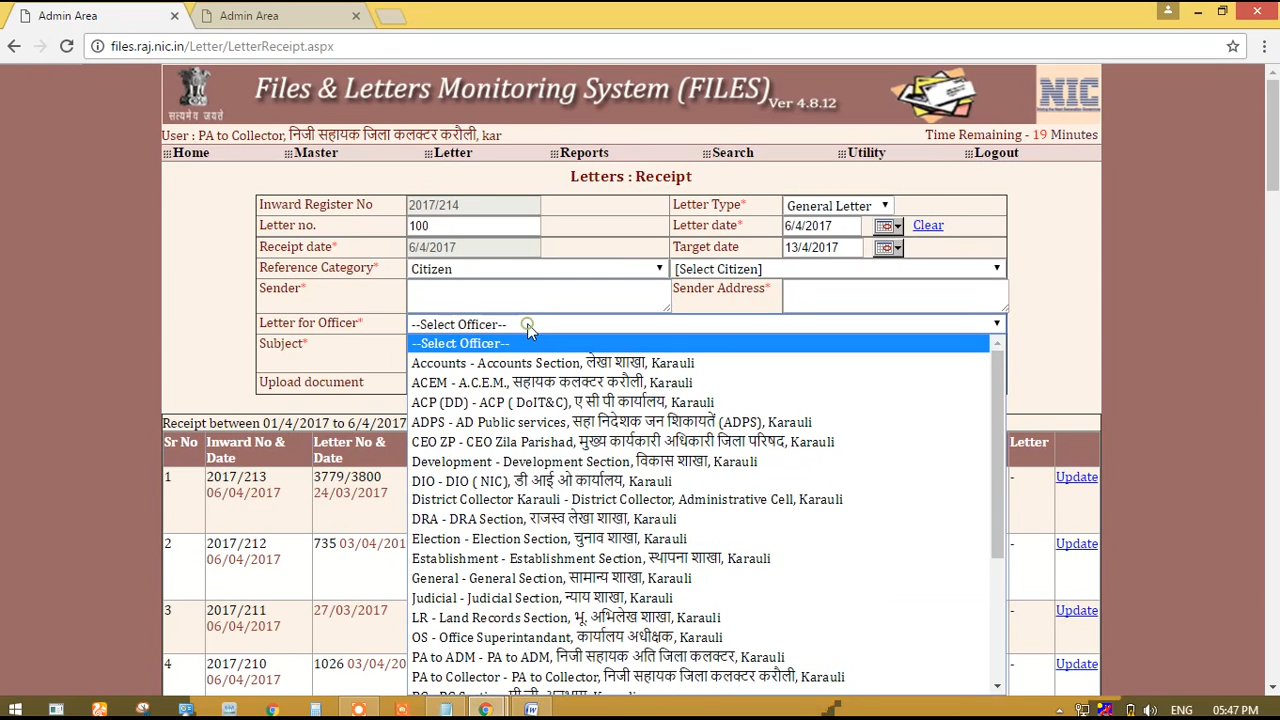 Admin Area
Admin Area
files.raj.nic.in/Letter/LetterReceipt.aspx
सत्यमेव जयते
Files & Letters Monitoring System (FILES) Ver 4.8.12
NIC
User : PA to Collector, निजी सहायक जिला कलक्टर करौली, kar
Time Remaining - 19 Minutes
Home Master Letter Reports Search Utility Logout
Letters : Receipt
Inward Register No 2017/214 Letter Type* General Letter
Letter no. 100 Letter date* 6/4/2017 Clear
Receipt date* 6/4/2017 Target date 13/4/2017
Reference Category* Citizen [Select Citizen]
Sender* Sender Address*
Letter for Officer* --Select Officer--
Subject* --Select Officer--
Accounts - Accounts Section, लेखा शाखा, Karauli
Upload document ACEM - A.C.E.M., सहायक कलक्टर करौली, Karauli
ACP (DD) - ACP ( DoIT&C), ए सी पी कार्यालय, Karauli
Receipt between 01/04/2017 to 6/04/2017 ADPS - AD Public services, सहा निदेशक जन शिकायतें (ADPS), Karauli
Sr No Inward No & Date Letter No & Date CEO ZP - CEO Zila Parishad, मुख्य कार्यकारी अधिकारी जिला परिषद, Karauli Letter
Development - Development Section, विकास शाखा, Karauli
1 2017/213 06/04/2017 3779/3800 24/03/2017 DIO - DIO ( NIC), डी आई ओ कार्यालय, Karauli - Update
District Collector Karauli - District Collector, Administrative Cell, Karauli
DRA - DRA Section, राजस्व लेखा शाखा, Karauli
2 2017/212 06/04/2017 735 03/04/201 Election - Election Section, चुनाव शाखा, Karauli - Update
Establishment - Establishment Section, स्थापना शाखा, Karauli
General - General Section, सामान्य शाखा, Karauli
Judicial - Judicial Section, न्याय शाखा, Karauli
3 2017/211 06/04/2017 27/03/2017 LR - Land Records Section, भू. अभिलेख शाखा, Karauli - Update
OS - Office Superintandant, कार्यालय अधीक्षक, Karauli
4 2017/210 1026 03/04/20 PA to ADM - PA to ADM, निजी सहायक अति जिला कलक्टर, Karauli - Update
06/04/2017 PA to Collector - PA to Collector, निजी सहायक जिला कलक्टर करौली, Karauli
ENG 05:47 PM